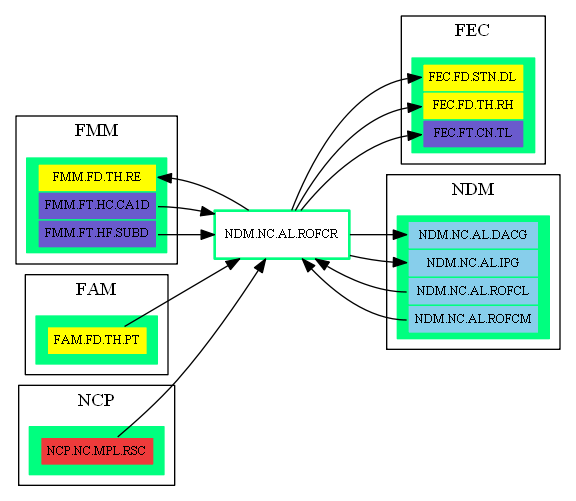 FEC
FEC.FD.STN.DL
FEC.FD.TH.RH
FEC.FT.CN.TL
FMM
FMM.FD.TH.RE
FMM.FT.HC.CA1D
FMM.FT.HF.SUBD
NDM.NC.AL.ROFCR
NDM
NDM.NC.AL.DACG
NDM.NC.AL.IPG
NDM.NC.AL.ROFCL
NDM.NC.AL.ROFCM
FAM
FAM.FD.TH.PT
NCP
NCP.NC.MPL.RSC